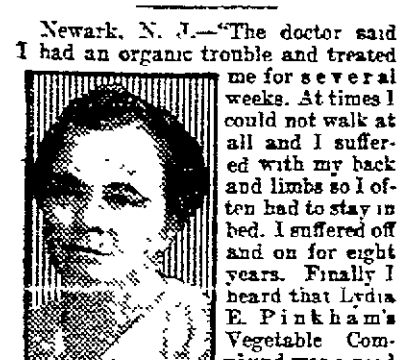 Newark, N. J.—"The doctor said
I had an organic trouble and treated
me for several
weeks. At times I
could not walk at
all and I suffer-
ed with my back
and limbs so I of-
ten had to stay in
bed. I suffered off
and on for eight
years. Finally I
heard that Lydia
E. Pinkham's
Vegetable Com-